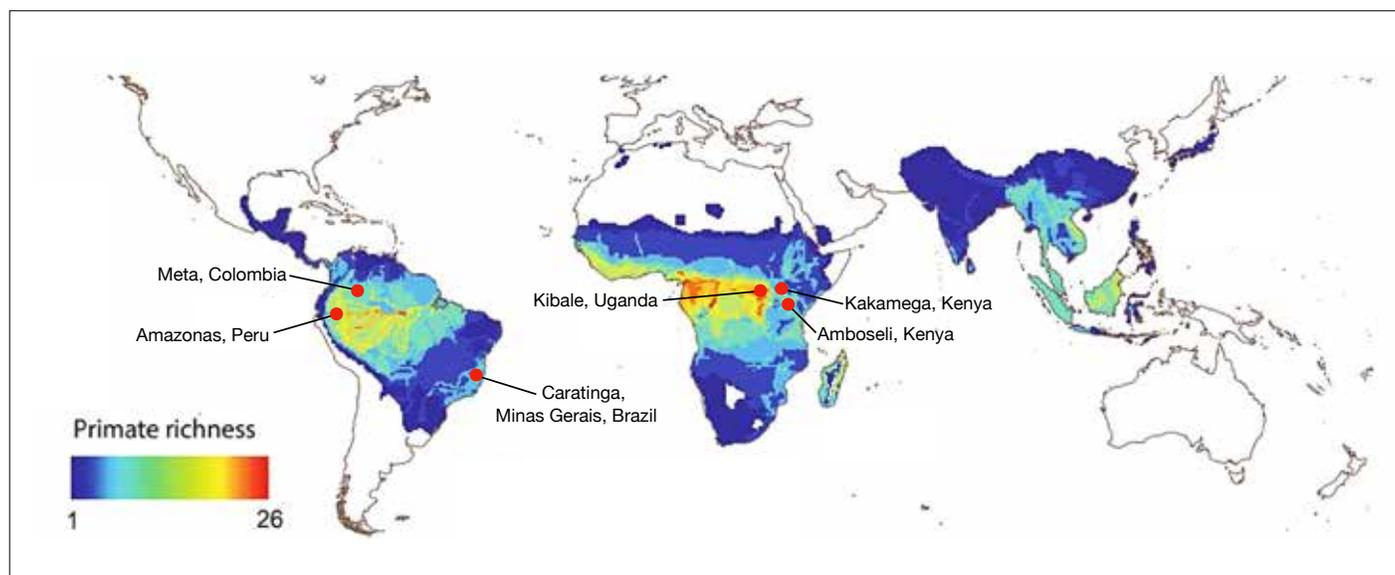 Meta, Colombia
Amazonas, Peru
Caratinga,
Minas Gerais, Brazil
Kibale, Uganda
Kakamega, Kenya
Amboseli, Kenya
Primate richness
1 26